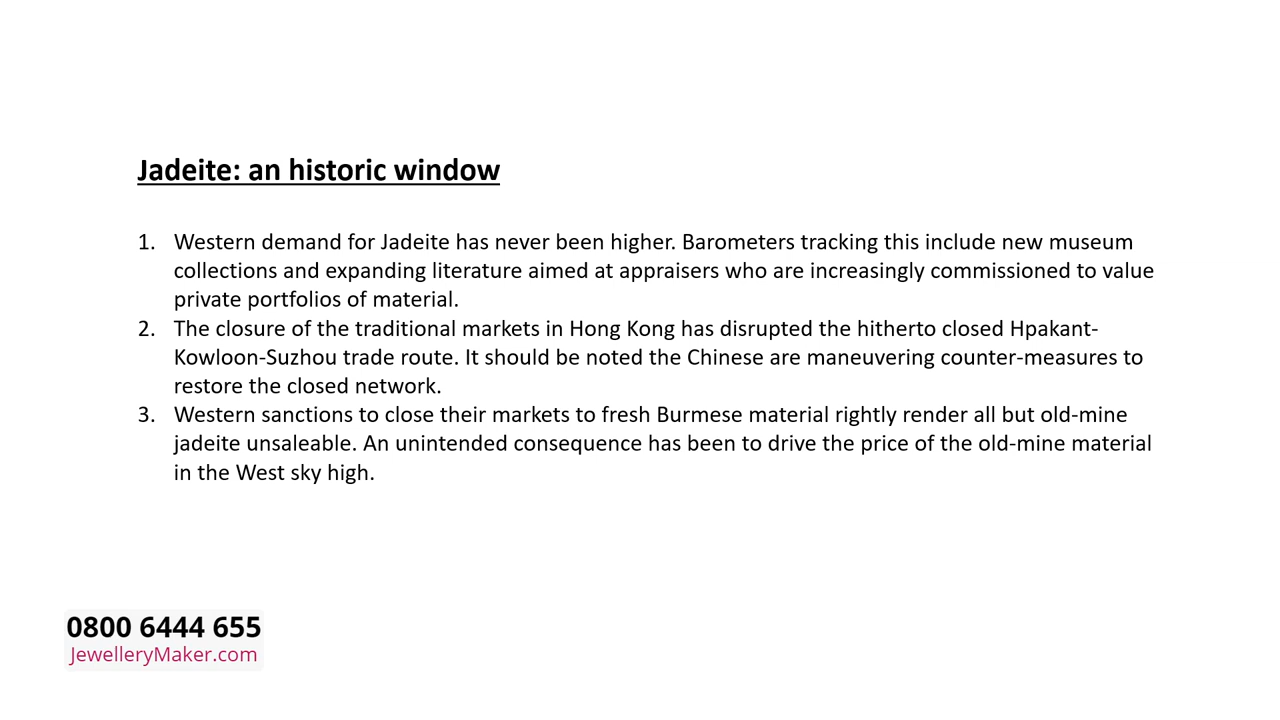 Jadeite: an historic window
1. Western demand for Jadeite has never been higher. Barometers tracking this include new museum
collections and expanding literature aimed at appraisers who are increasingly commissioned to value
private portfolios of material.
2. The closure of the traditional markets in Hong Kong has disrupted the hitherto closed Hpakant-
Kowloon-Suzhou trade route. It should be noted the Chinese are maneuvering counter-measures to
restore the closed network.
3. Western sanctions to close their markets to fresh Burmese material rightly render all but old-mine
jadeite unsaleable. An unintended consequence has been to drive the price of the old-mine material
in the West sky high.
0800 6444 655
JewelleryMaker.com